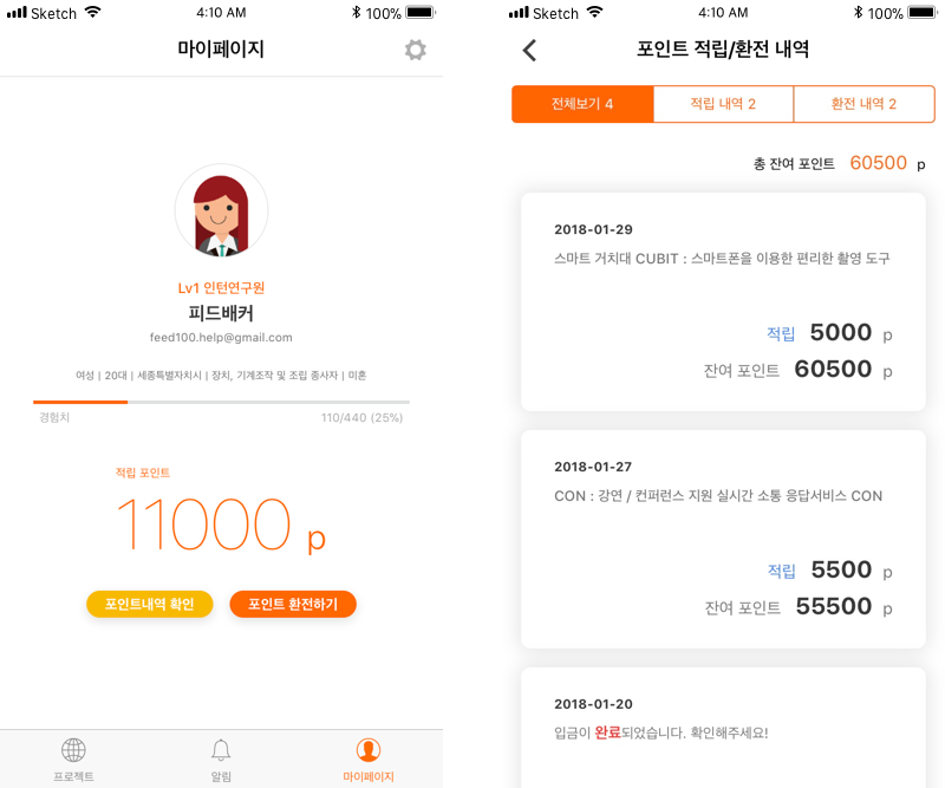 Sketch 4:10 AM 100%
마이페이지
Lv1 인턴연구원
피드배커
feed100.help@gmail.com
여성 | 20대 | 세종특별자치시 | 장치, 기계조작 및 조립 종사자 | 미혼
경험치 110/440 (25%)
적립 포인트
11000 p
포인트내역 확인 포인트 환전하기
프로젝트 알림 마이페이지
Sketch 4:10 AM 100%
포인트 적립/환전 내역
전체보기 4 적립 내역 2 환전 내역 2
총 잔여 포인트 60500 p
2018-01-29
스마트 거치대 CUBIT : 스마트폰을 이용한 편리한 촬영 도구
적립 5000 p
잔여 포인트 60500 p
2018-01-27
CON : 강연 / 컨퍼런스 지원 실시간 소통 응답서비스 CON
적립 5500 p
잔여 포인트 55500 p
2018-01-20
입금이 완료되었습니다. 확인해주세요!